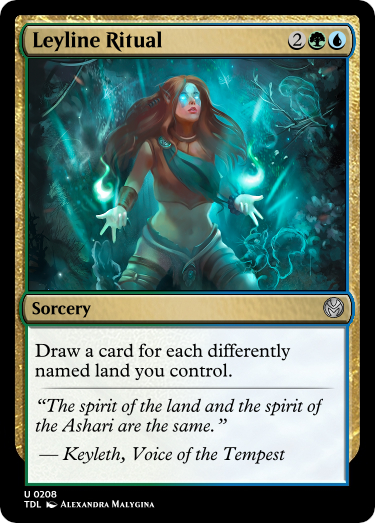 Leyline Ritual 2
Sorcery
Draw a card for each differently
named land you control.
“The spirit of the land and the spirit of
the Ashari are the same.”
— Keyleth, Voice of the Tempest
U 0208
TDL Alexandra Malygina